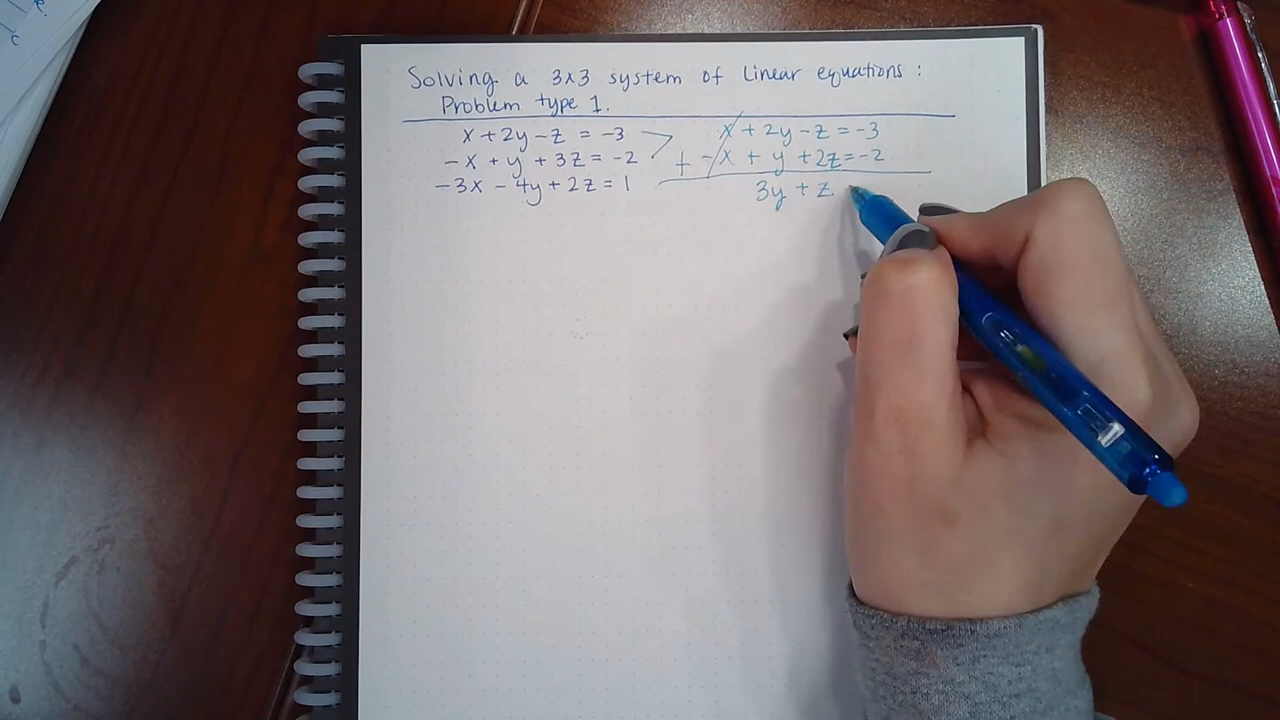 Solving a 3x3 system of Linear equations :
Problem type 1.
x + 2y - z = -3
-x + y + 3z = -2
-3x - 4y + 2z = 1
x + 2y - z = -3
+ -x + y + 2z = -2
3y + z